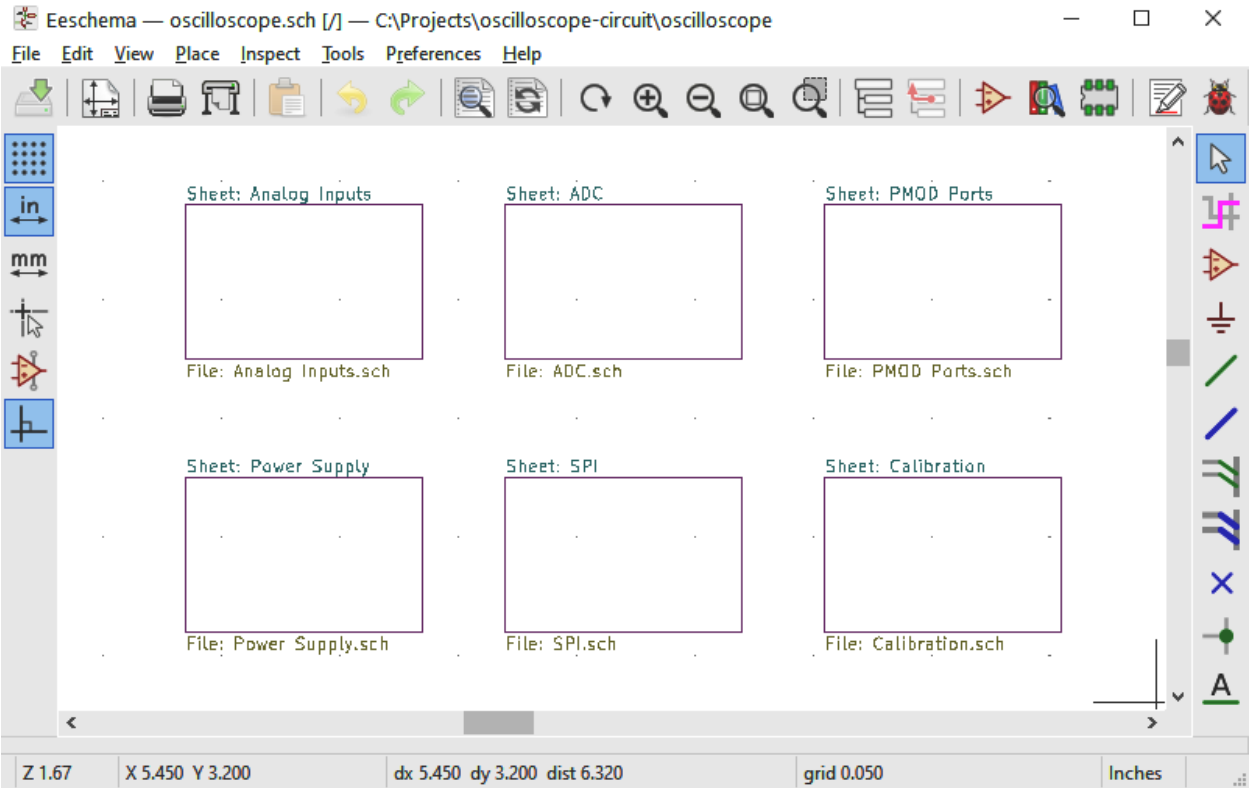 Eeschema — oscilloscope.sch [/] — C:\Projects\oscilloscope-circuit\oscilloscope
File Edit View Place Inspect Tools Preferences Help
in
mm
Sheet: Analog Inputs Sheet: ADC Sheet: PMOD Ports
File: Analog Inputs.sch File: ADC.sch File: PMOD Ports.sch
Sheet: Power Supply Sheet: SPI Sheet: Calibration
File: Power Supply.sch File: SPI.sch File: Calibration.sch
A
Z 1.67 X 5.450 Y 3.200 dx 5.450 dy 3.200 dist 6.320 grid 0.050 Inches